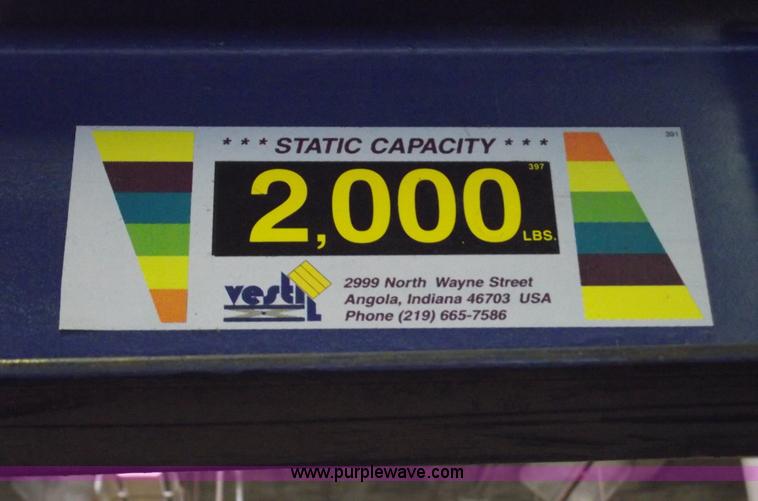 391
* * * STATIC CAPACITY * * *
397
2,000 LBS.
vestil
2999 North Wayne Street
Angola, Indiana 46703 USA
Phone (219) 665-7586
www.purplewave.com